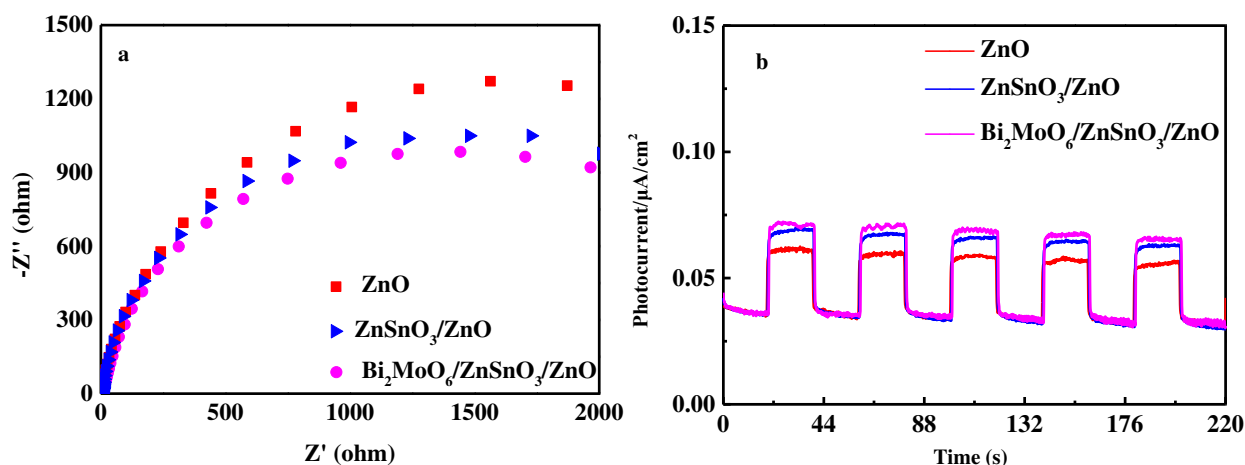 a
1500
1200
900
600
300
0
-Z'' (ohm)
ZnO
ZnSnO₃/ZnO
Bi₂MoO₆/ZnSnO₃/ZnO
0 500 1000 1500 2000
Z' (ohm)
b
0.15
0.10
0.05
0.00
Photocurrent/μA/cm²
ZnO
ZnSnO₃/ZnO
Bi₂MoO₆/ZnSnO₃/ZnO
0 44 88 132 176 220
Time (s)